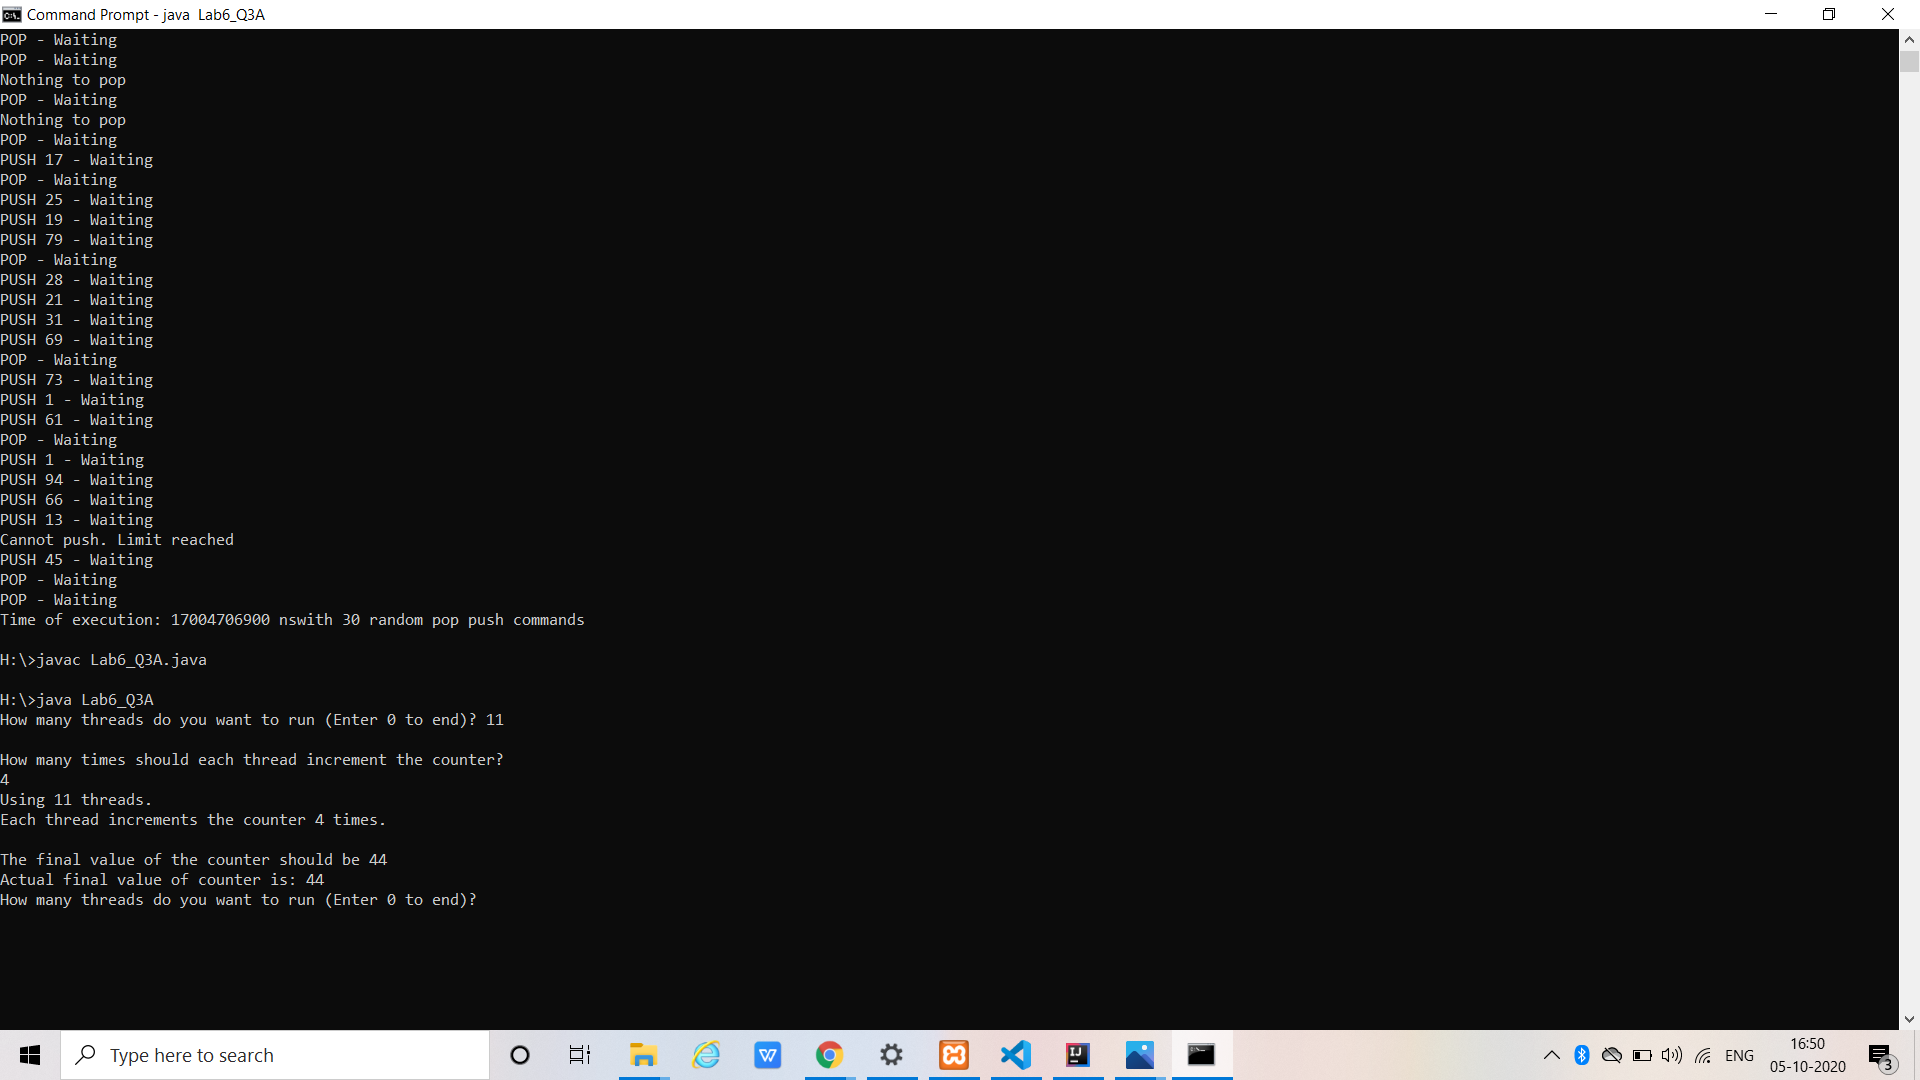 Command Prompt - java  Lab6_Q3A
POP - Waiting
POP - Waiting
Nothing to pop
POP - Waiting
Nothing to pop
POP - Waiting
PUSH 17 - Waiting
POP - Waiting
PUSH 25 - Waiting
PUSH 19 - Waiting
PUSH 79 - Waiting
POP - Waiting
PUSH 28 - Waiting
PUSH 21 - Waiting
PUSH 31 - Waiting
PUSH 69 - Waiting
POP - Waiting
PUSH 73 - Waiting
PUSH 1 - Waiting
PUSH 61 - Waiting
POP - Waiting
PUSH 1 - Waiting
PUSH 94 - Waiting
PUSH 66 - Waiting
PUSH 13 - Waiting
Cannot push. Limit reached
PUSH 45 - Waiting
POP - Waiting
POP - Waiting
Time of execution: 17004706900 nswith 30 random pop push commands
H:\>javac Lab6_Q3A.java
H:\>java Lab6_Q3A
How many threads do you want to run (Enter 0 to end)? 11
How many times should each thread increment the counter?
4
Using 11 threads.
Each thread increments the counter 4 times.
The final value of the counter should be 44
Actual final value of counter is: 44
How many threads do you want to run (Enter 0 to end)?
Type here to search
ENG
16:50
05-10-2020
3